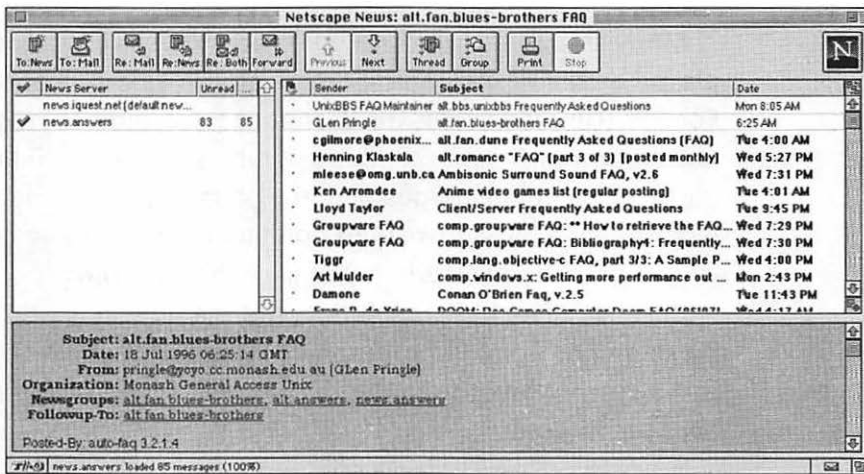 Netscape News: alt.fan.blues-brothers FAQ
To: News To: Mail Re: Mail Re: News Re: Both Forward Previous Next Thread Group Print Stop
N
News Server Unread ...
news.iquest.net (default new...
news.answers 83 85
Sender Subject Date
UnixBBS FAQ Maintainer alt.bbs.unixbbs Frequently Asked Questions Mon 8:05 AM
GLen Pringle alt.fan.blues-brothers FAQ 6:25 AM
cgilmore@phoenix... alt.fan.dune Frequently Asked Questions (FAQ) Tue 4:00 AM
Henning Klaskala alt.romance "FAQ" (part 3 of 3) [posted monthly] Wed 5:27 PM
mleese@omg.unb.ca Ambisonic Surround Sound FAQ, v2.6 Wed 7:31 PM
Ken Arromdee Anime video games list (regular posting) Tue 4:01 AM
Lloyd Taylor Client/Server Frequently Asked Questions Tue 9:45 PM
Groupware FAQ comp.groupware FAQ: ** How to retrieve the FAQ... Wed 7:29 PM
Groupware FAQ comp.groupware FAQ: Bibliography4: Frequently... Wed 7:30 PM
Tiggr comp.lang.objective-c FAQ, part 3/3: A Sample P... Wed 4:00 PM
Art Mulder comp.windows.x: Getting more performance out ... Mon 2:43 PM
Damone Conan O'Brien Faq, v.2.5 Tue 11:43 PM
Subject: alt.fan.blues-brothers FAQ
Date: 18 Jul 1996 06:25:14 GMT
From: pringle@yoyo.cc.monash.edu.au (GLen Pringle)
Organization: Monash General Access Unix
Newsgroups: alt.fan.blues-brothers, alt.answers, news.answers
Followup-To: alt.fan.blues-brothers
Posted-By: auto-faq 3.2.1.4
news.answers loaded 85 messages (100%)